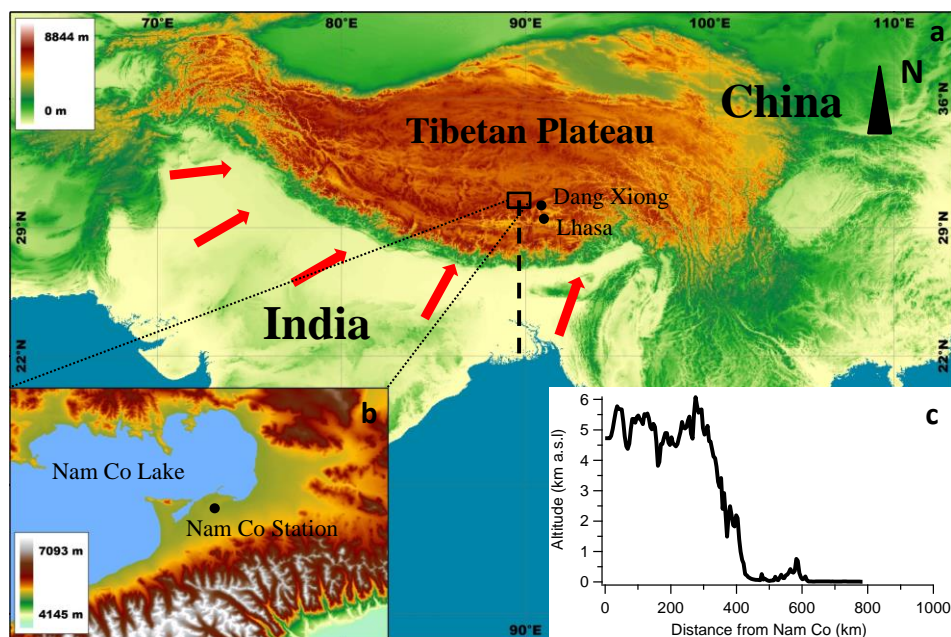 70°E
80°E
90°E
100°E
110°E
a
8844 m
0 m
N
China
36°N
36°N
Tibetan Plateau
Dang Xiong
Lhasa
29°N
29°N
India
22°N
22°N
b
Nam Co Lake
Nam Co Station
7093 m
4145 m
90°E
c
Altitude (km a.s.l)
6
5
4
3
2
1
0
0
200
400
600
800
1000
Distance from Nam Co (km)